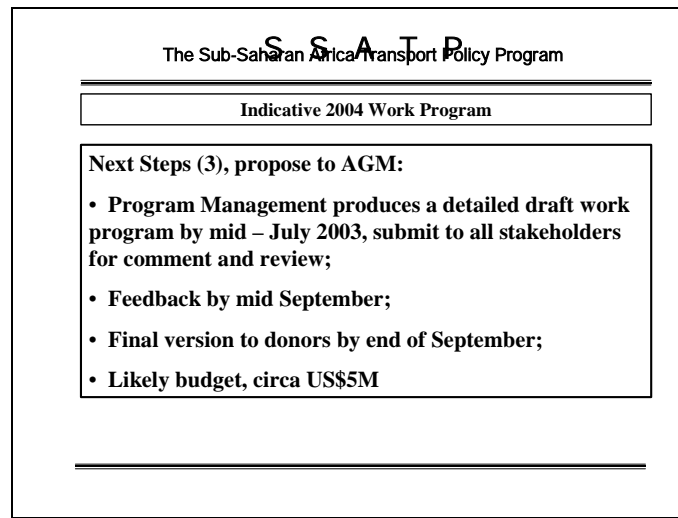 S S A T P
The Sub-Saharan Africa Transport Policy Program
Indicative 2004 Work Program
Next Steps (3), propose to AGM:
• Program Management produces a detailed draft work
program by mid – July 2003, submit to all stakeholders
for comment and review;
• Feedback by mid September;
• Final version to donors by end of September;
• Likely budget, circa US$5M